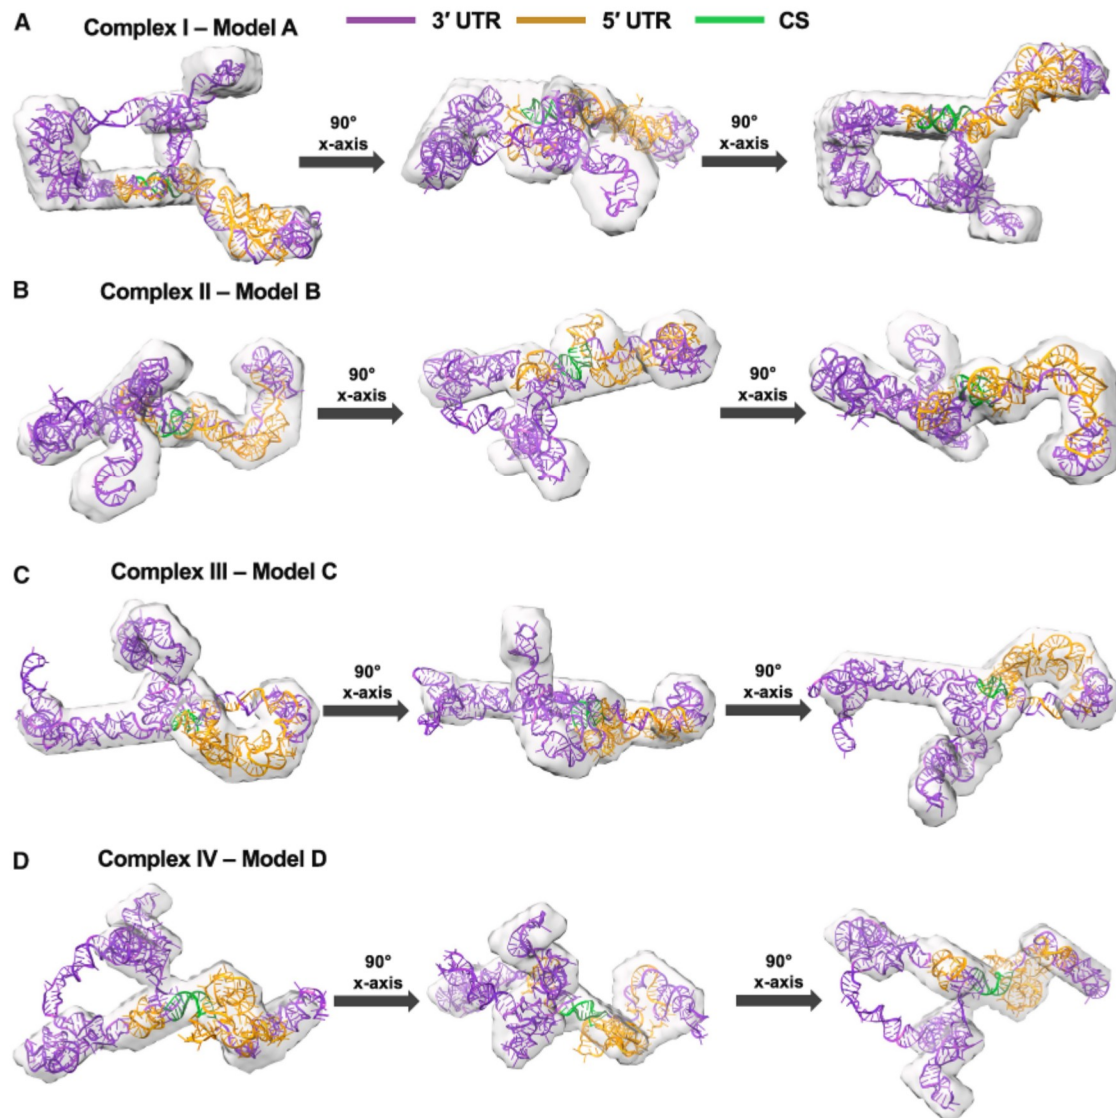 A
Complex I – Model A
3′ UTR 5′ UTR CS
90°
x-axis
90°
x-axis
B
Complex II – Model B
90°
x-axis
90°
x-axis
C
Complex III – Model C
90°
x-axis
90°
x-axis
D
Complex IV – Model D
90°
x-axis
90°
x-axis